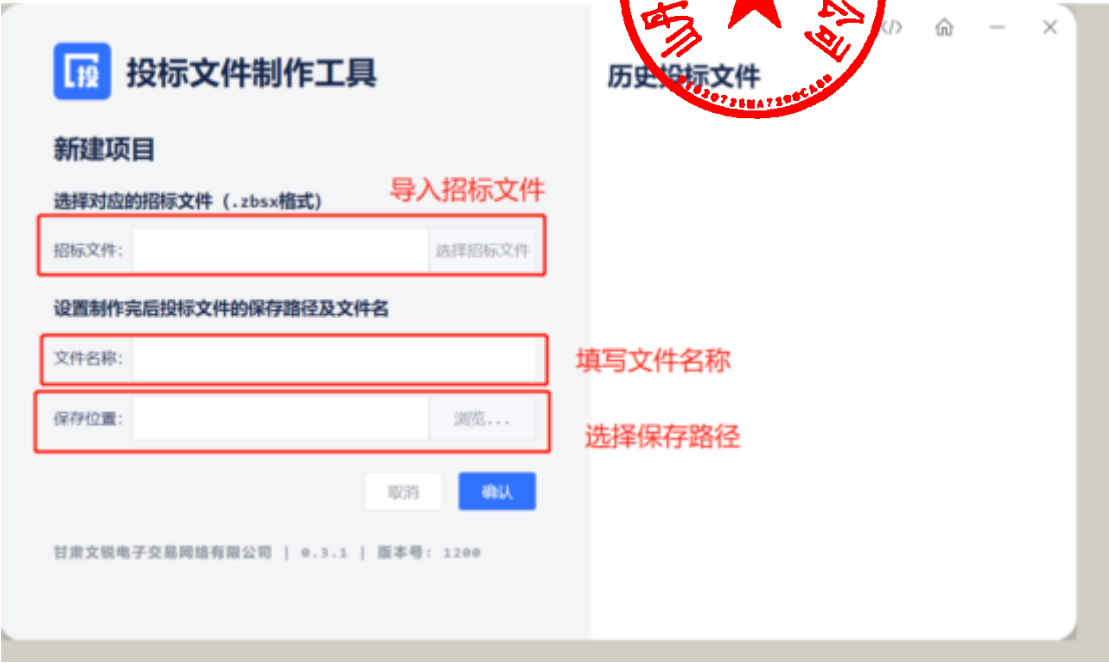 投标文件制作工具
新建项目
选择对应的招标文件（.zbsx格式）
导入招标文件
招标文件：
选择招标文件
设置制作完后投标文件的保存路径及文件名
文件名称：
填写文件名称
保存位置：
浏览...
选择保存路径
取消
确认
甘肃文锐电子交易网络有限公司 | 0.3.1 | 版本号: 1200
</>
历史投标文件